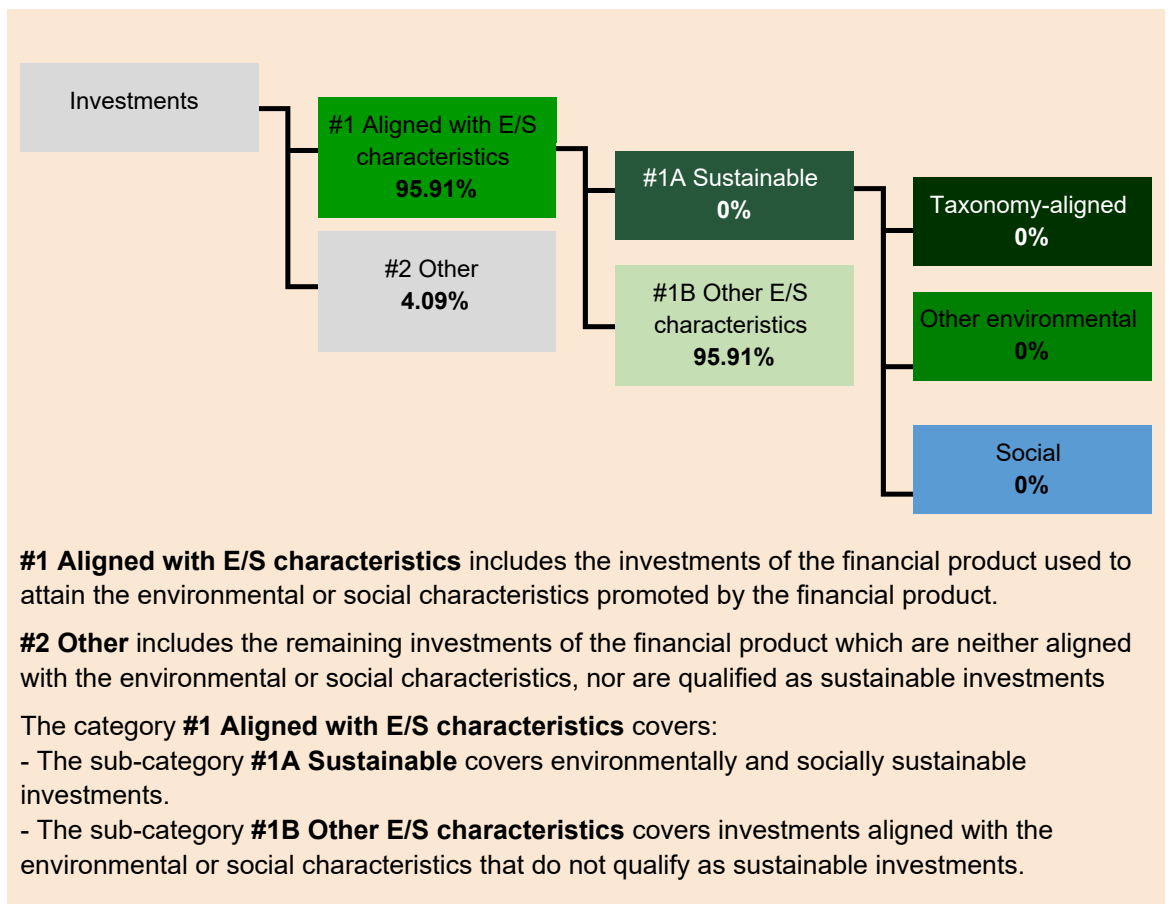 Investments
#1 Aligned with E/S
characteristics
95.91%
#2 Other
4.09%
#1A Sustainable
0%
#1B Other E/S
characteristics
95.91%
Taxonomy-aligned
0%
Other environmental
0%
Social
0%
#1 Aligned with E/S characteristics includes the investments of the financial product used to
attain the environmental or social characteristics promoted by the financial product.
#2 Other includes the remaining investments of the financial product which are neither aligned
with the environmental or social characteristics, nor are qualified as sustainable investments
The category #1 Aligned with E/S characteristics covers:
- The sub-category #1A Sustainable covers environmentally and socially sustainable
investments.
- The sub-category #1B Other E/S characteristics covers investments aligned with the
environmental or social characteristics that do not qualify as sustainable investments.